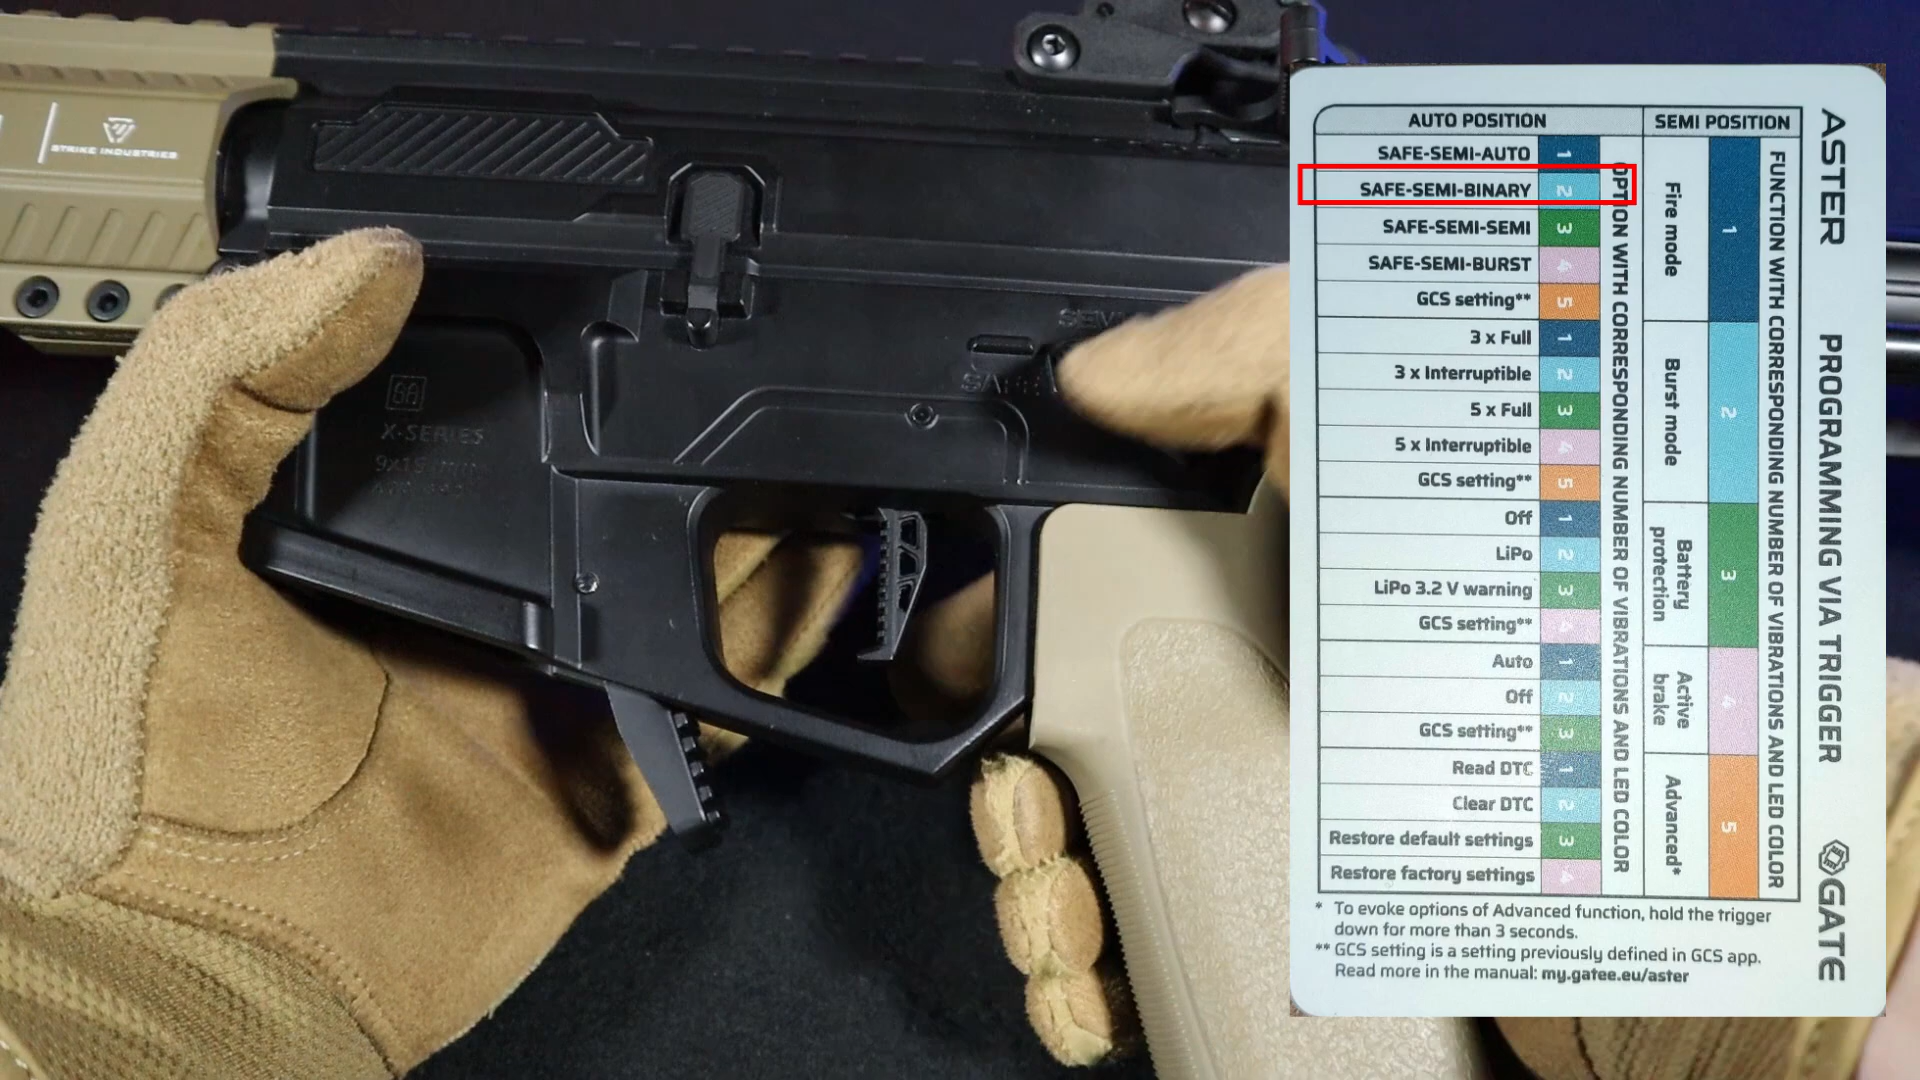 STRIKE INDUSTRIES
X-SERIES
SEMI
SAFE
AUTO POSITION
SEMI POSITION
SAFE-SEMI-AUTO 1
SAFE-SEMI-BINARY 2
SAFE-SEMI-SEMI 3
SAFE-SEMI-BURST 4
GCS setting** 5
Fire mode
1
3 x Full 1
3 x Interruptible 2
5 x Full 3
5 x Interruptible 4
GCS setting** 5
Burst mode
2
Off 1
LiPo 2
LiPo 3.2 V warning 3
GCS setting** 4
Battery
protection
3
Auto 1
Off 2
GCS setting** 3
Active
brake
4
Read DTC 1
Clear DTC 2
Restore default settings 3
Restore factory settings 4
Advanced*
5
OPTION WITH CORRESPONDING NUMBER OF VIBRATIONS AND LED COLOR
FUNCTION WITH CORRESPONDING NUMBER OF VIBRATIONS AND LED COLOR
ASTER PROGRAMMING VIA TRIGGER
GATE
* To evoke options of Advanced function, hold the trigger
down for more than 3 seconds.
** GCS setting is a setting previously defined in GCS app.
Read more in the manual: my.gatee.eu/aster